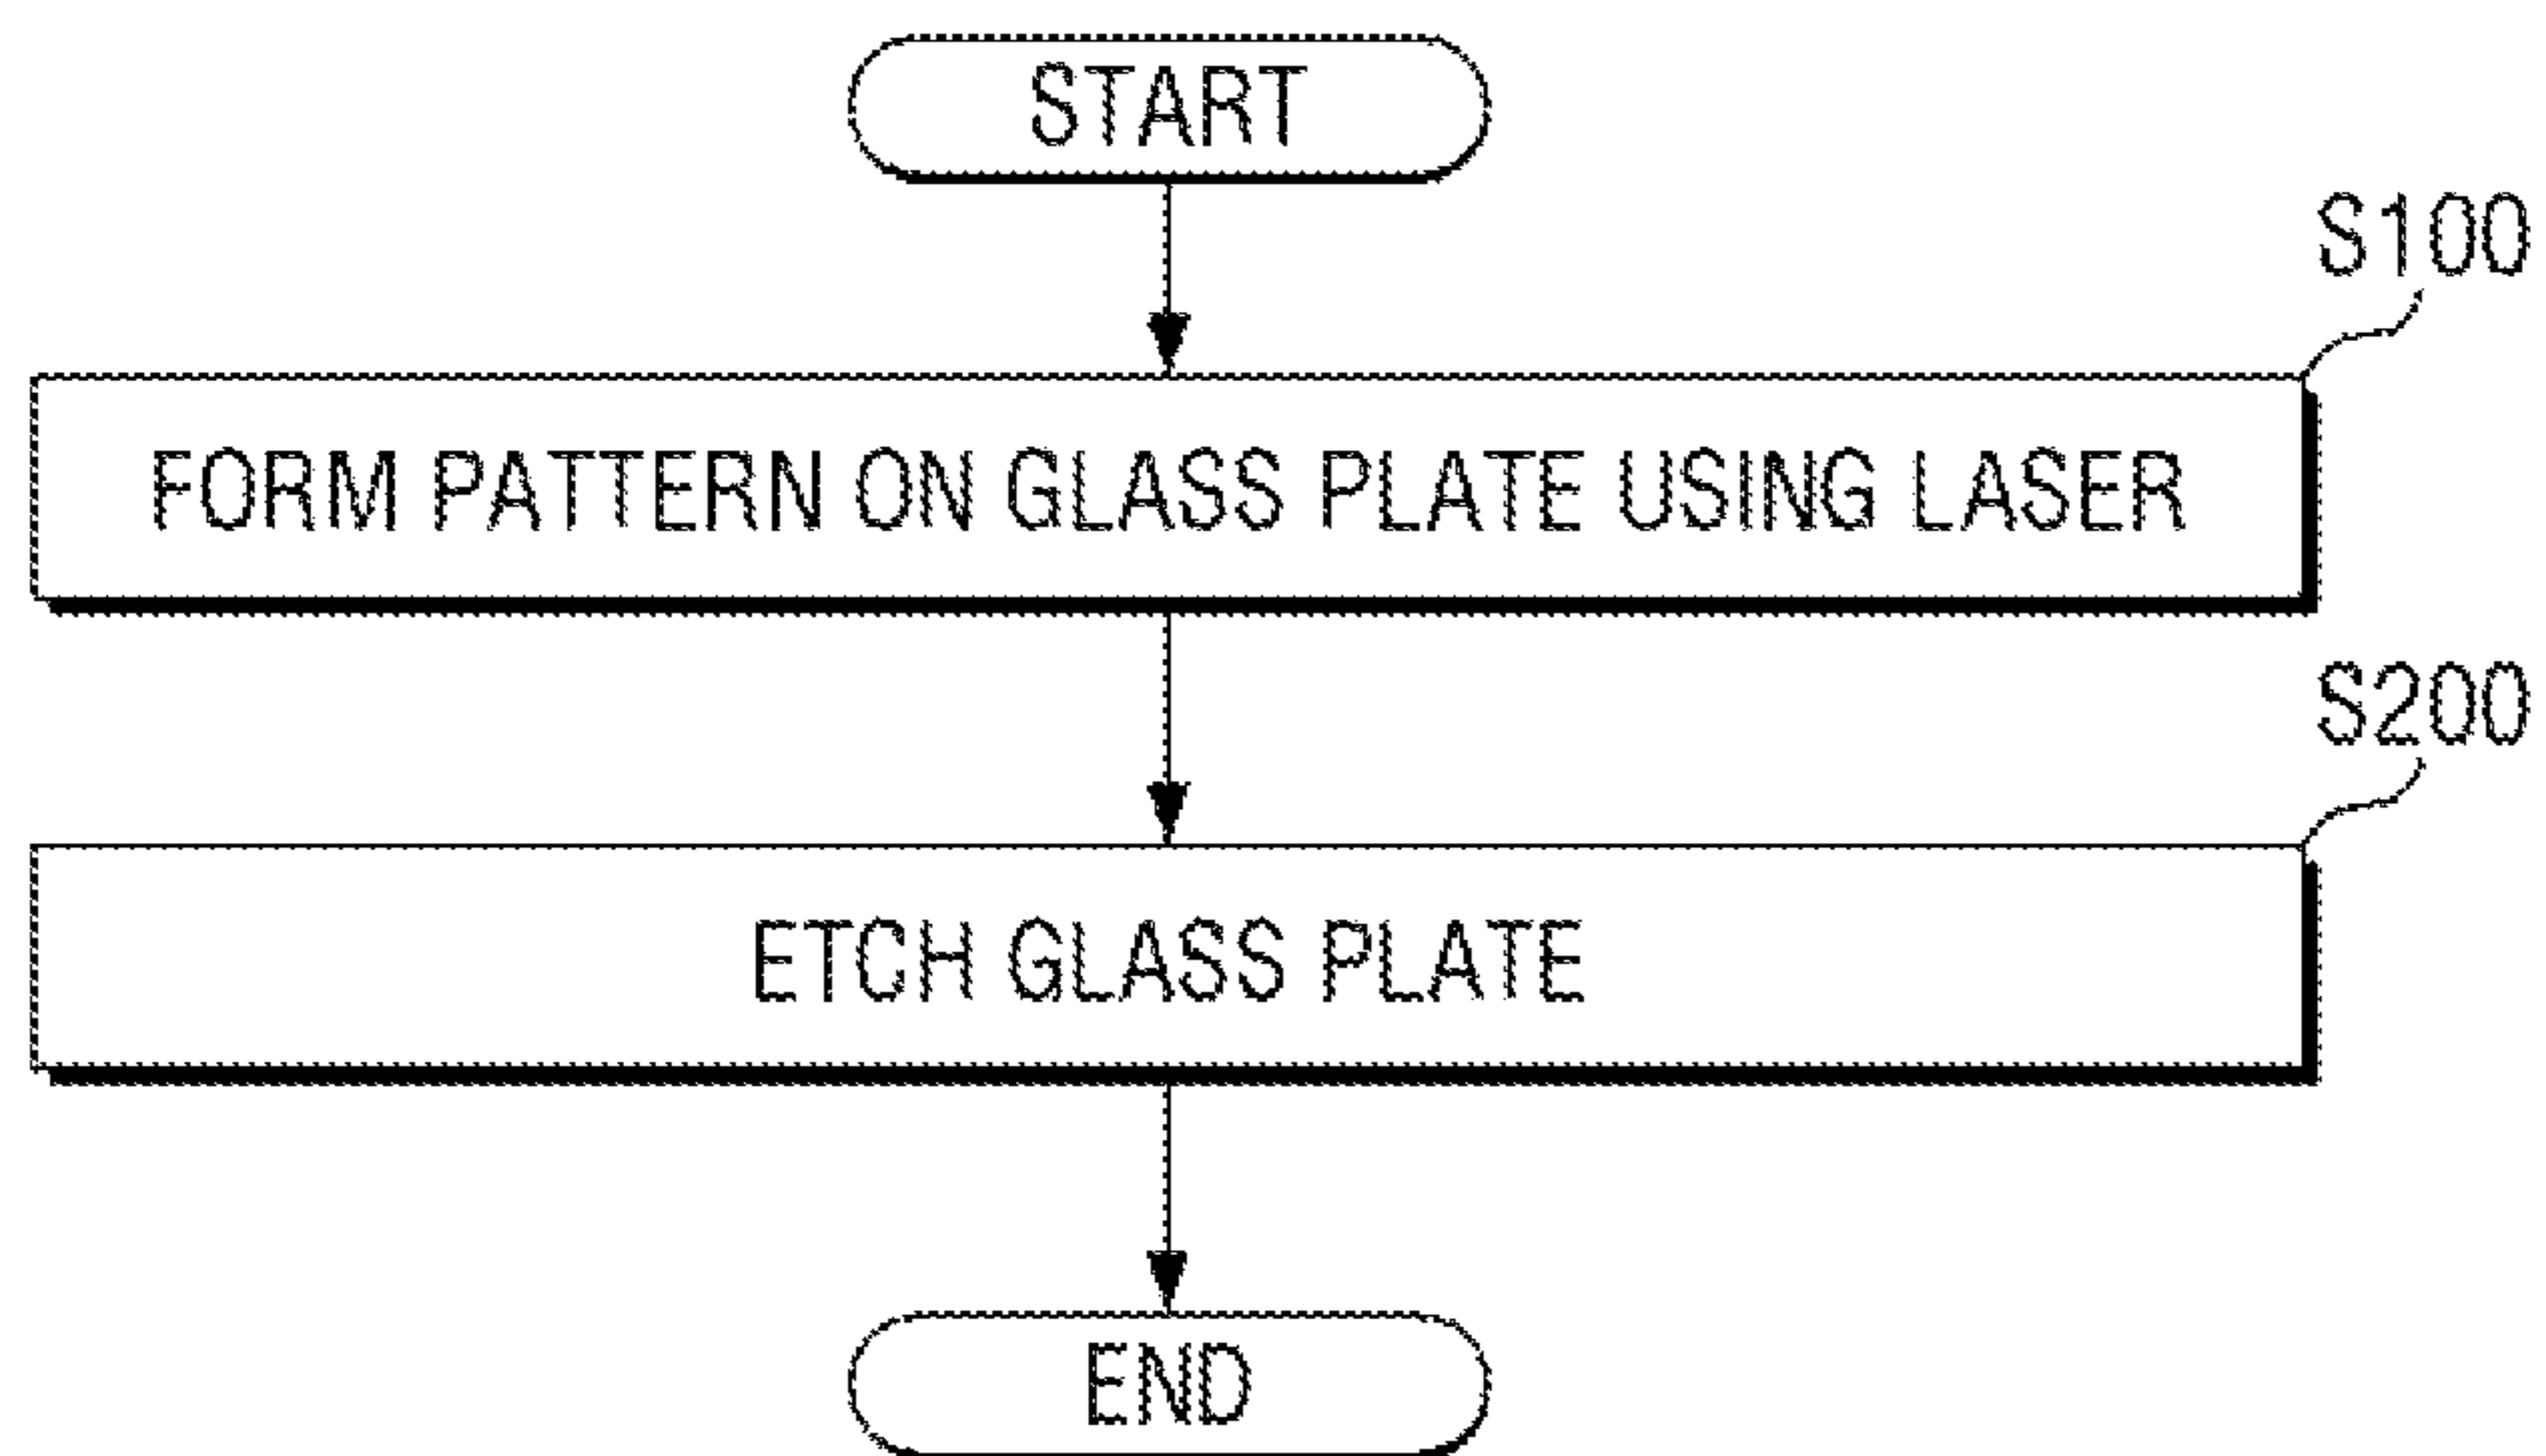 START
S100
FORM PATTERN ON GLASS PLATE USING LASER
S200
ETCH GLASS PLATE
END